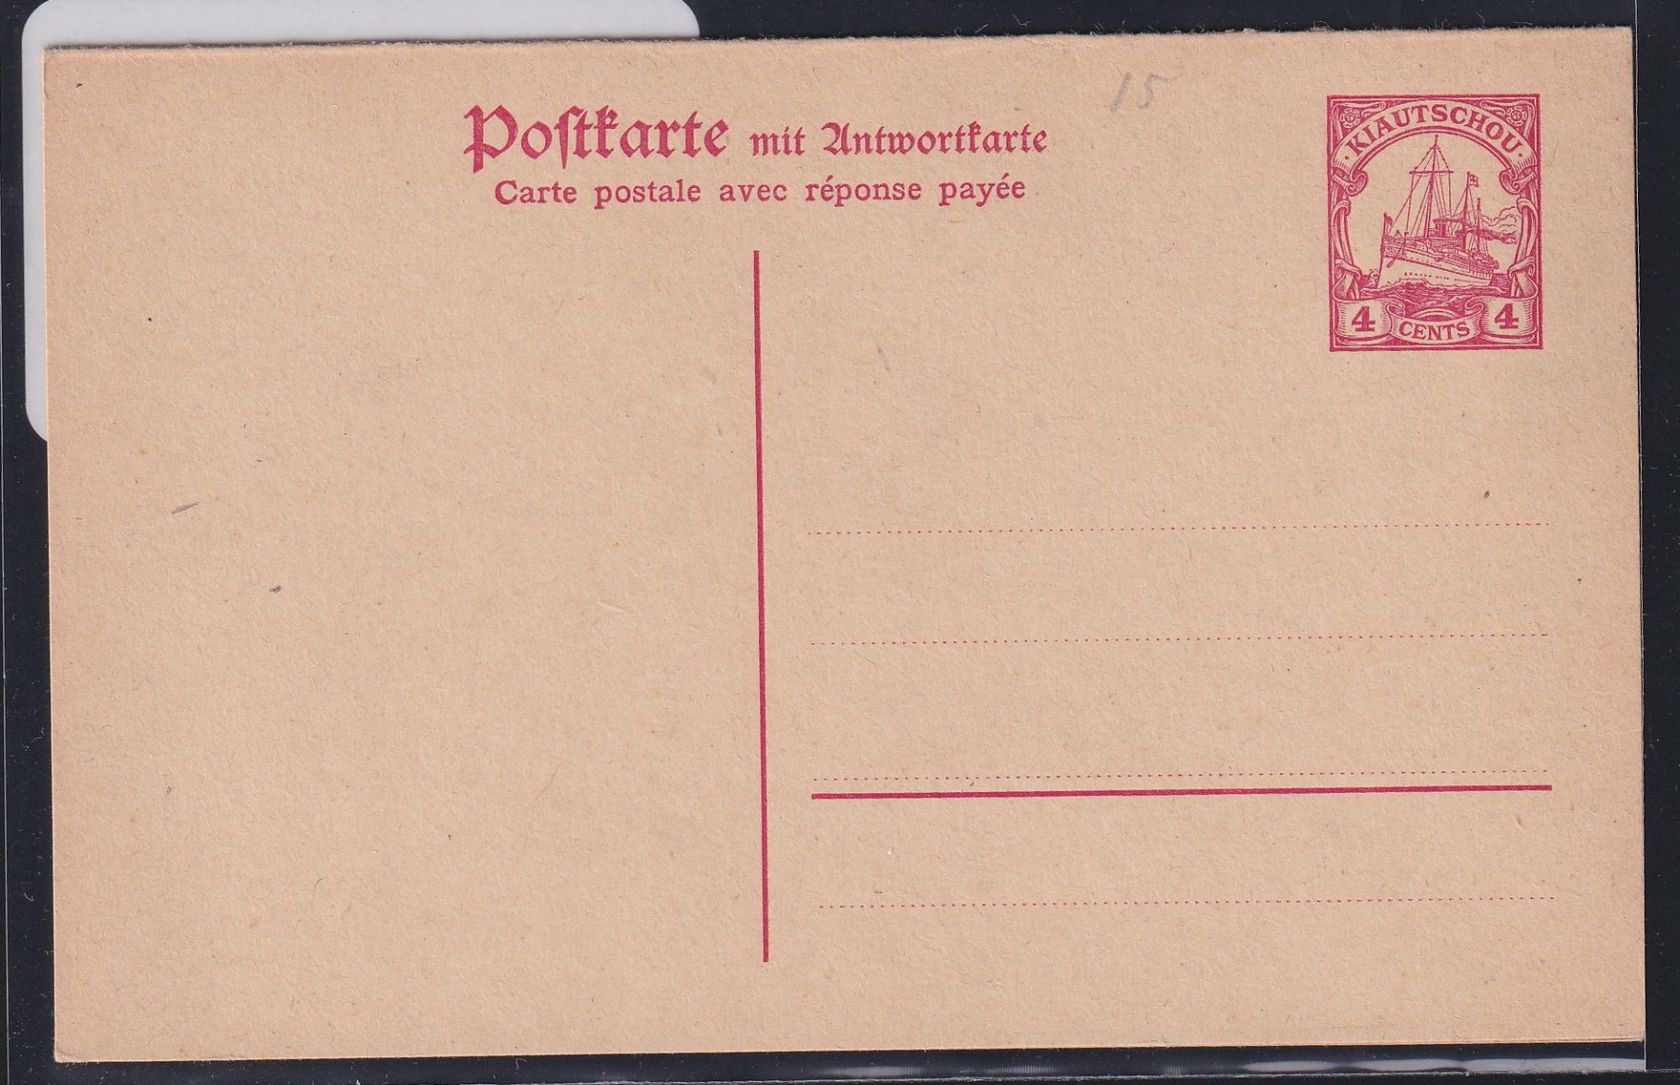 15
Poſtkarte mit Antwortkarte
Carte postale avec réponse payée
KIAUTSCHOU
4 CENTS 4